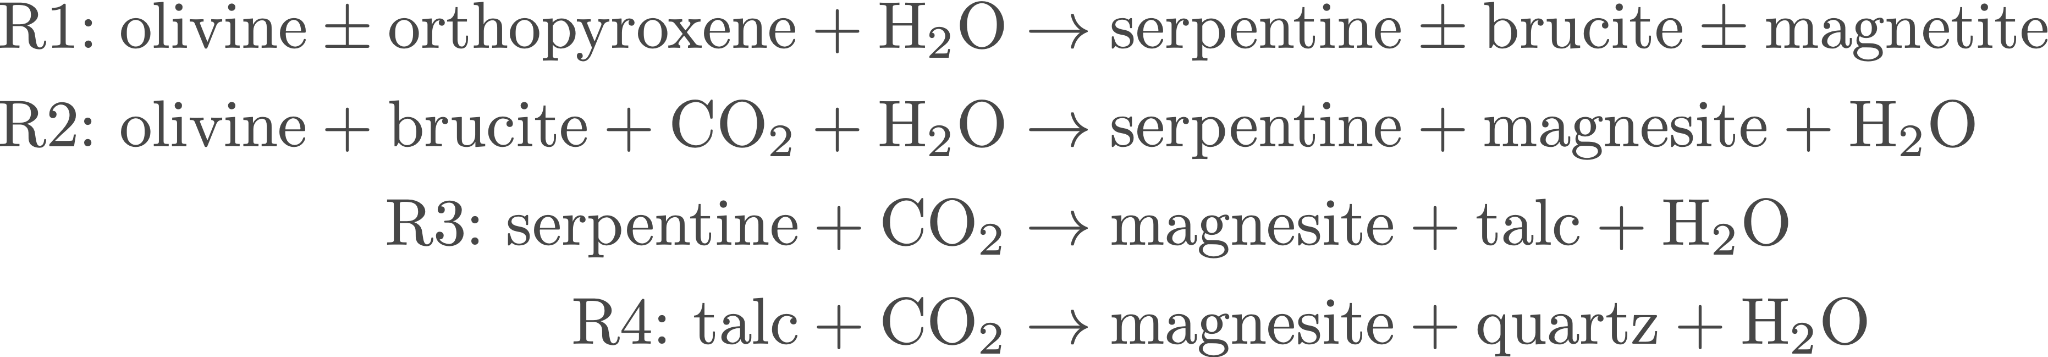 R1: olivine ± orthopyroxene + H₂O → serpentine ± brucite ± magnetite
R2: olivine + brucite + CO₂ + H₂O → serpentine + magnesite + H₂O
R3: serpentine + CO₂ → magnesite + talc + H₂O
R4: talc + CO₂ → magnesite + quartz + H₂O